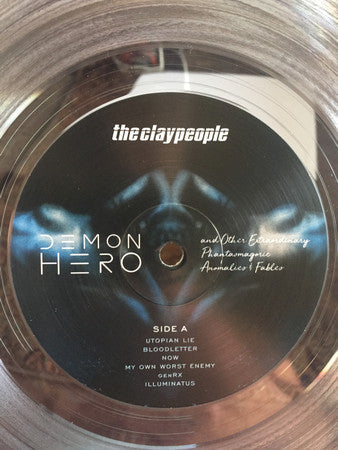 theclaypeople
DEMON
HERO
and Other Extraordinary
Phantasmagoric
Anomalies & Fables
SIDE A
UTOPIAN LIE
BLOODLETTER
NOW
MY OWN WORST ENEMY
GENRX
ILLUMINATUS